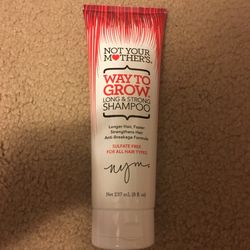 NOT YOUR
MOTHER'S®
WAY TO
GROW
LONG & STRONG
SHAMPOO
Longer Hair, Faster
Strengthens Hair
Anti-Breakage Formula
SULFATE FREE
FOR ALL HAIR TYPES
nym.
Net 237 mL (8 fl oz)